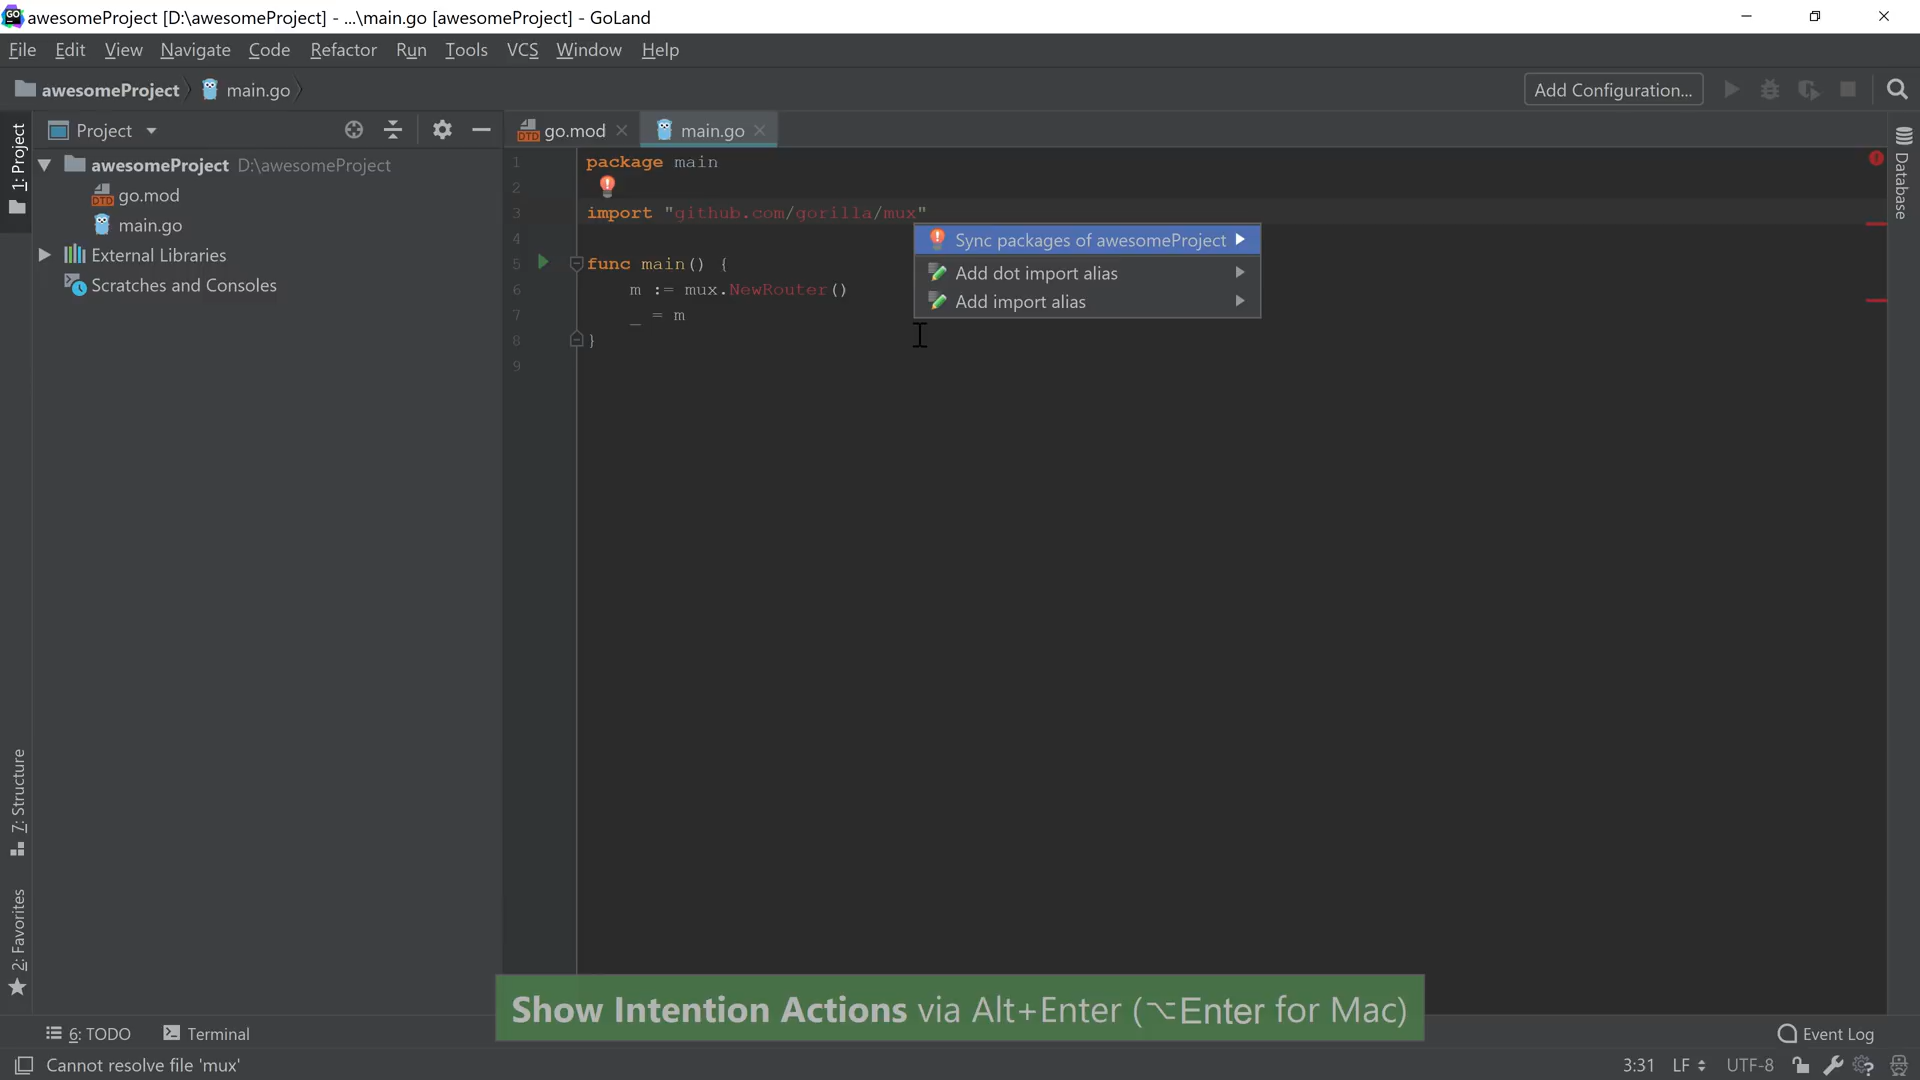 awesomeProject [D:\awesomeProject] - ...\main.go [awesomeProject] - GoLand
File Edit View Navigate Code Refactor Run Tools VCS Window Help
awesomeProject main.go Add Configuration...
1: Project
Project
awesomeProject D:\awesomeProject
go.mod
main.go
External Libraries
Scratches and Consoles
7: Structure
2: Favorites
go.mod main.go
1 package main
2
3 import "github.com/gorilla/mux"
4
5 func main() {
6 m := mux.NewRouter()
7 _ = m
8 }
9
Sync packages of awesomeProject
Add dot import alias
Add import alias
Database
Show Intention Actions via Alt+Enter (⌥Enter for Mac)
6: TODO Terminal Event Log
Cannot resolve file 'mux' 3:31 LF UTF-8